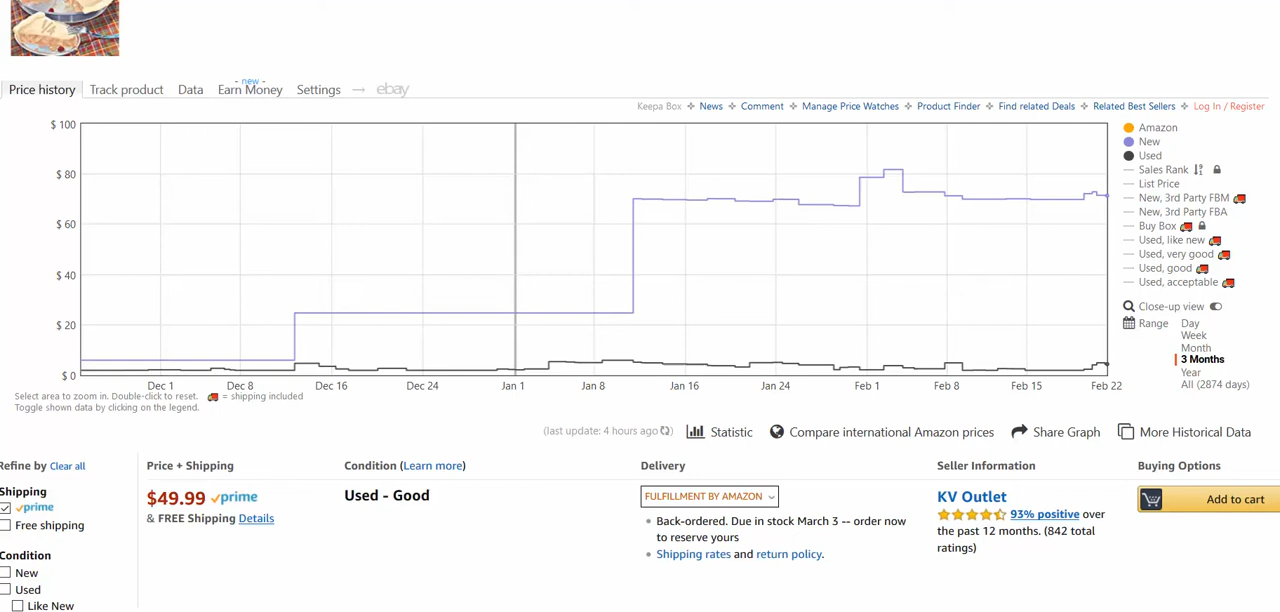 1/4
- new -
Price history Track product Data Earn Money Settings → ebay
Keepa Box News Comment Manage Price Watches Product Finder Find related Deals Related Best Sellers Log In / Register
$ 100
$ 80
$ 60
$ 40
$ 20
$ 0
Dec 1 Dec 8 Dec 16 Dec 24 Jan 1 Jan 8 Jan 16 Jan 24 Feb 1 Feb 8 Feb 15 Feb 22
Amazon
New
Used
Sales Rank
List Price
New, 3rd Party FBM
New, 3rd Party FBA
Buy Box
Used, like new
Used, very good
Used, good
Used, acceptable
Close-up view
Range
Day
Week
Month
3 Months
Year
All (2874 days)
Select area to zoom in. Double-click to reset. = shipping included
Toggle shown data by clicking on the legend.
(last update: 4 hours ago) Statistic Compare international Amazon prices Share Graph More Historical Data
Refine by Clear all
Shipping
prime
Free shipping
Condition
New
Used
Like New
Price + Shipping
$49.99 prime
& FREE Shipping Details
Condition (Learn more)
Used - Good
Delivery
FULFILLMENT BY AMAZON
• Back-ordered. Due in stock March 3 -- order now
to reserve yours
• Shipping rates and return policy.
Seller Information
KV Outlet
93% positive over
the past 12 months. (842 total
ratings)
Buying Options
Add to cart